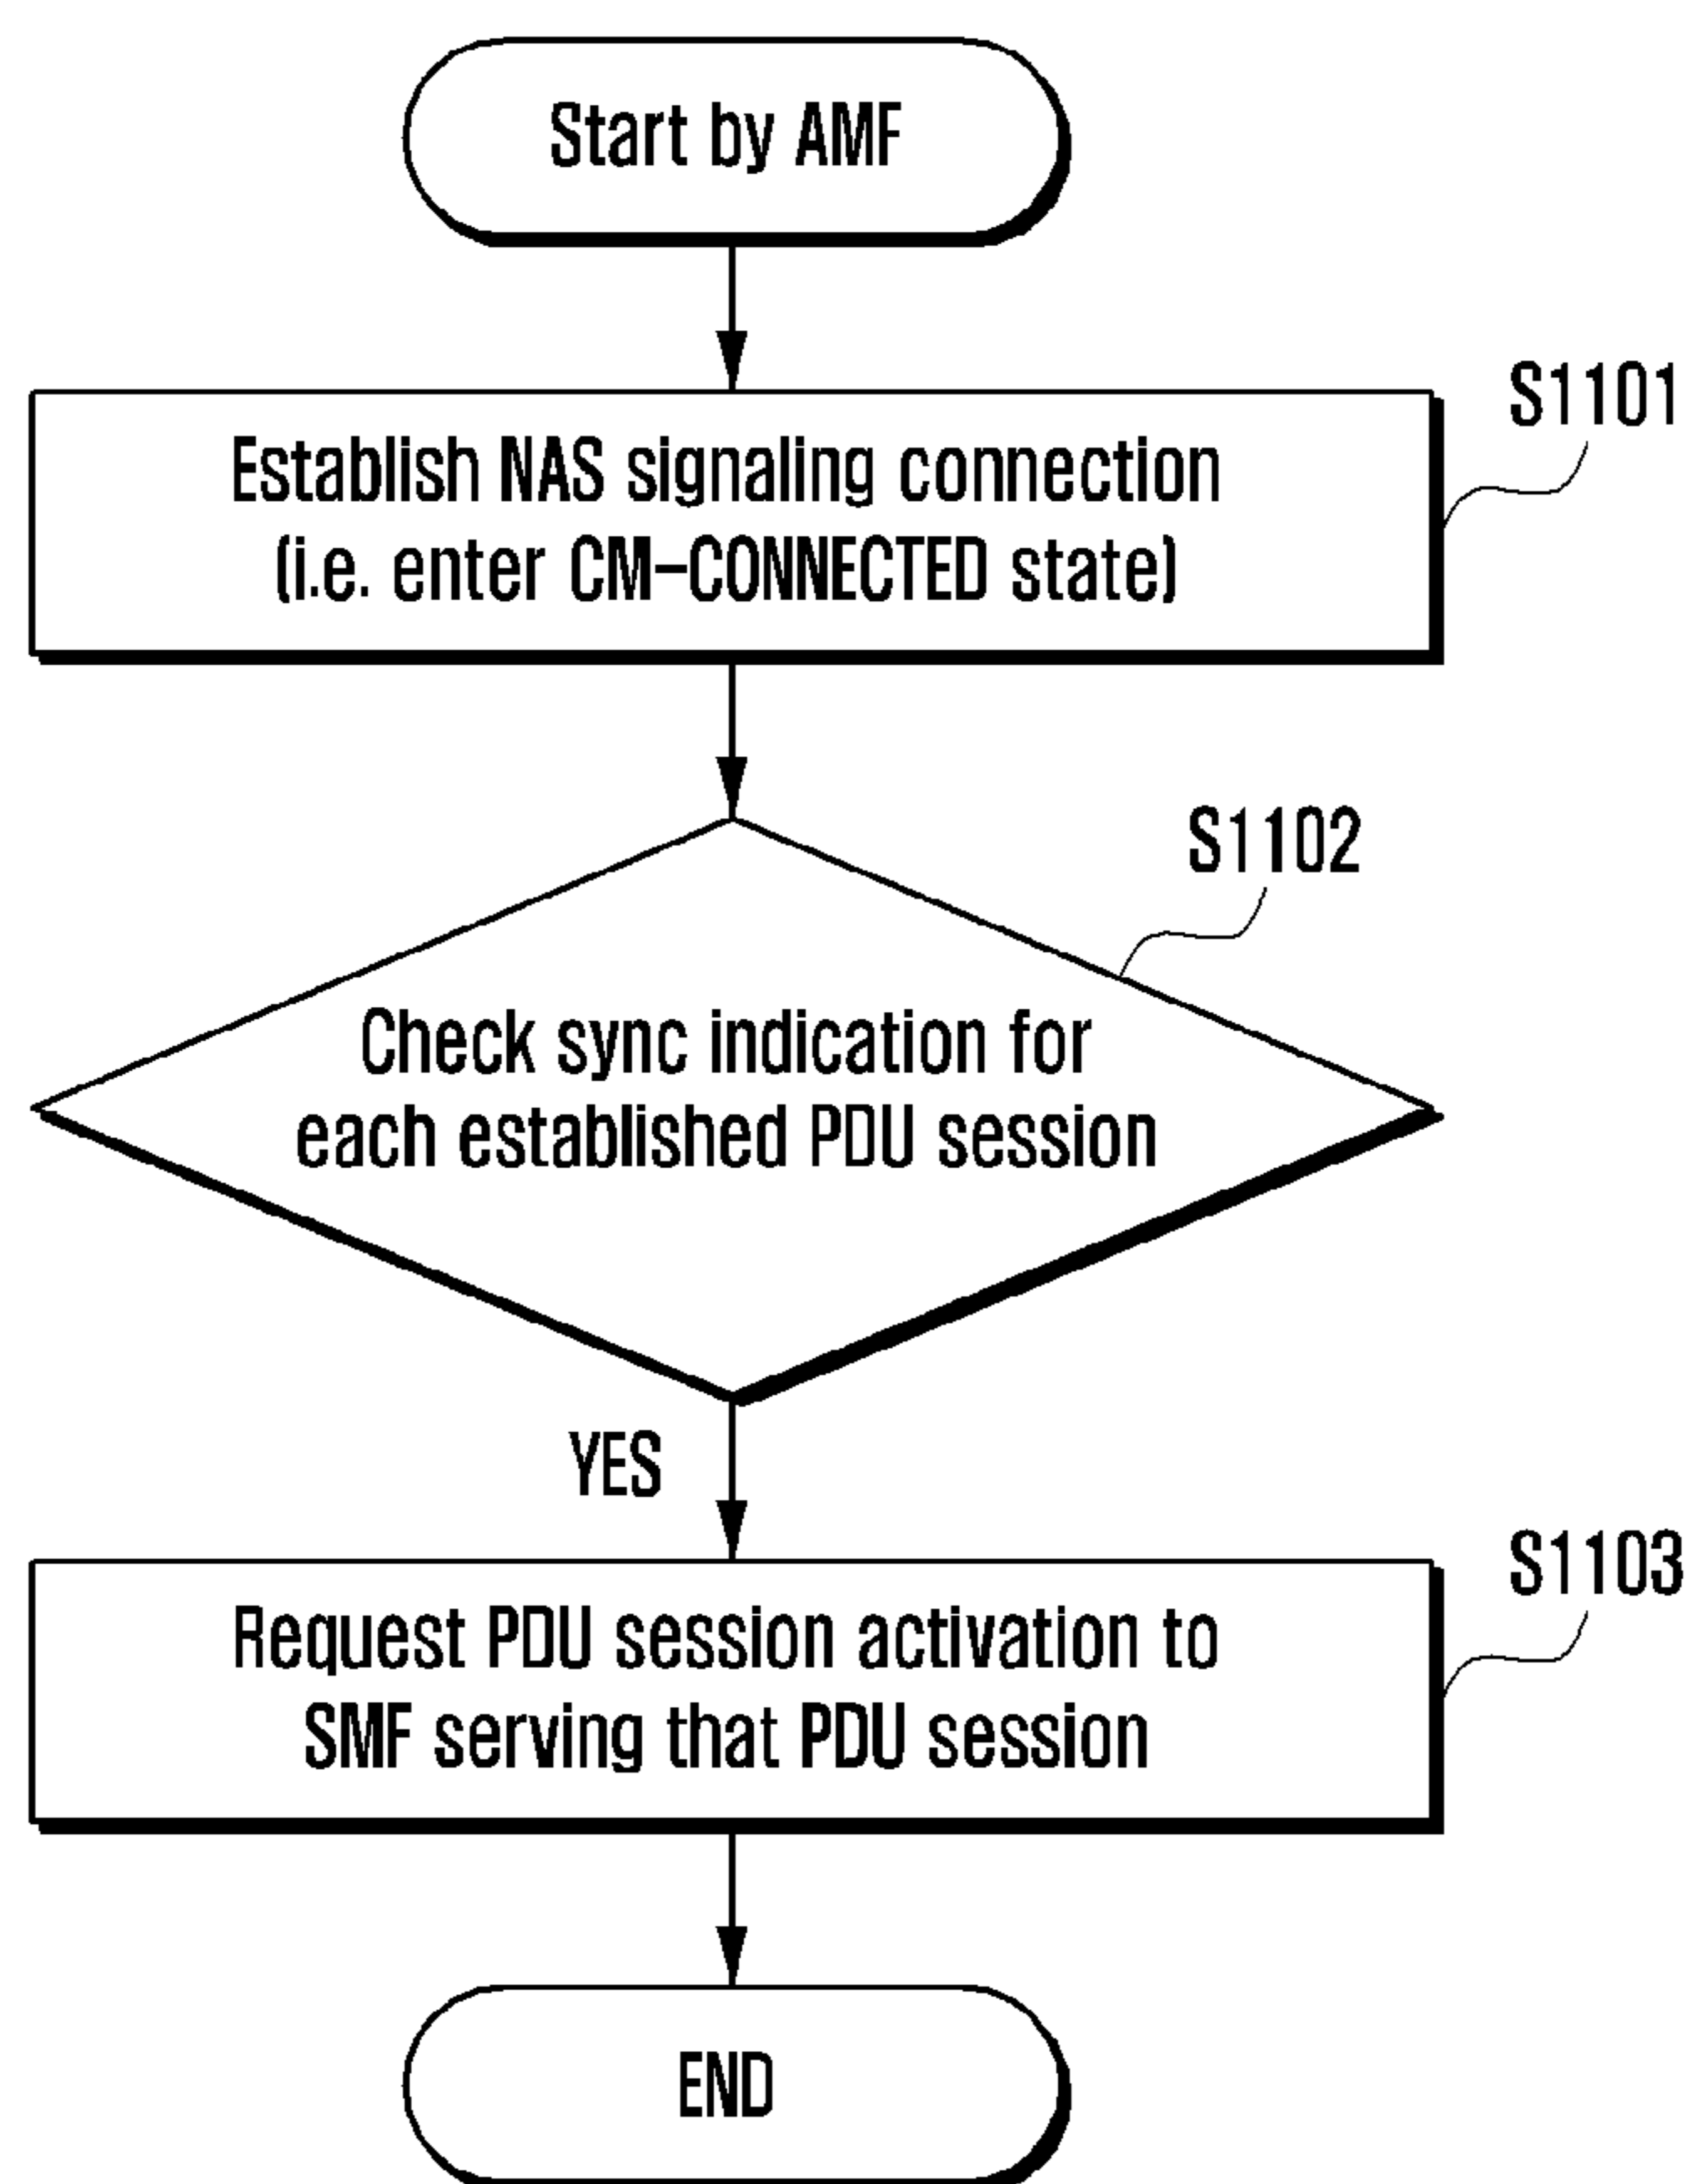 Start by AMF
S1101
Establish NAS signaling connection
(i.e. enter CM-CONNECTED state)
S1102
Check sync indication for
each established PDU session
YES
S1103
Request PDU session activation to
SMF serving that PDU session
END